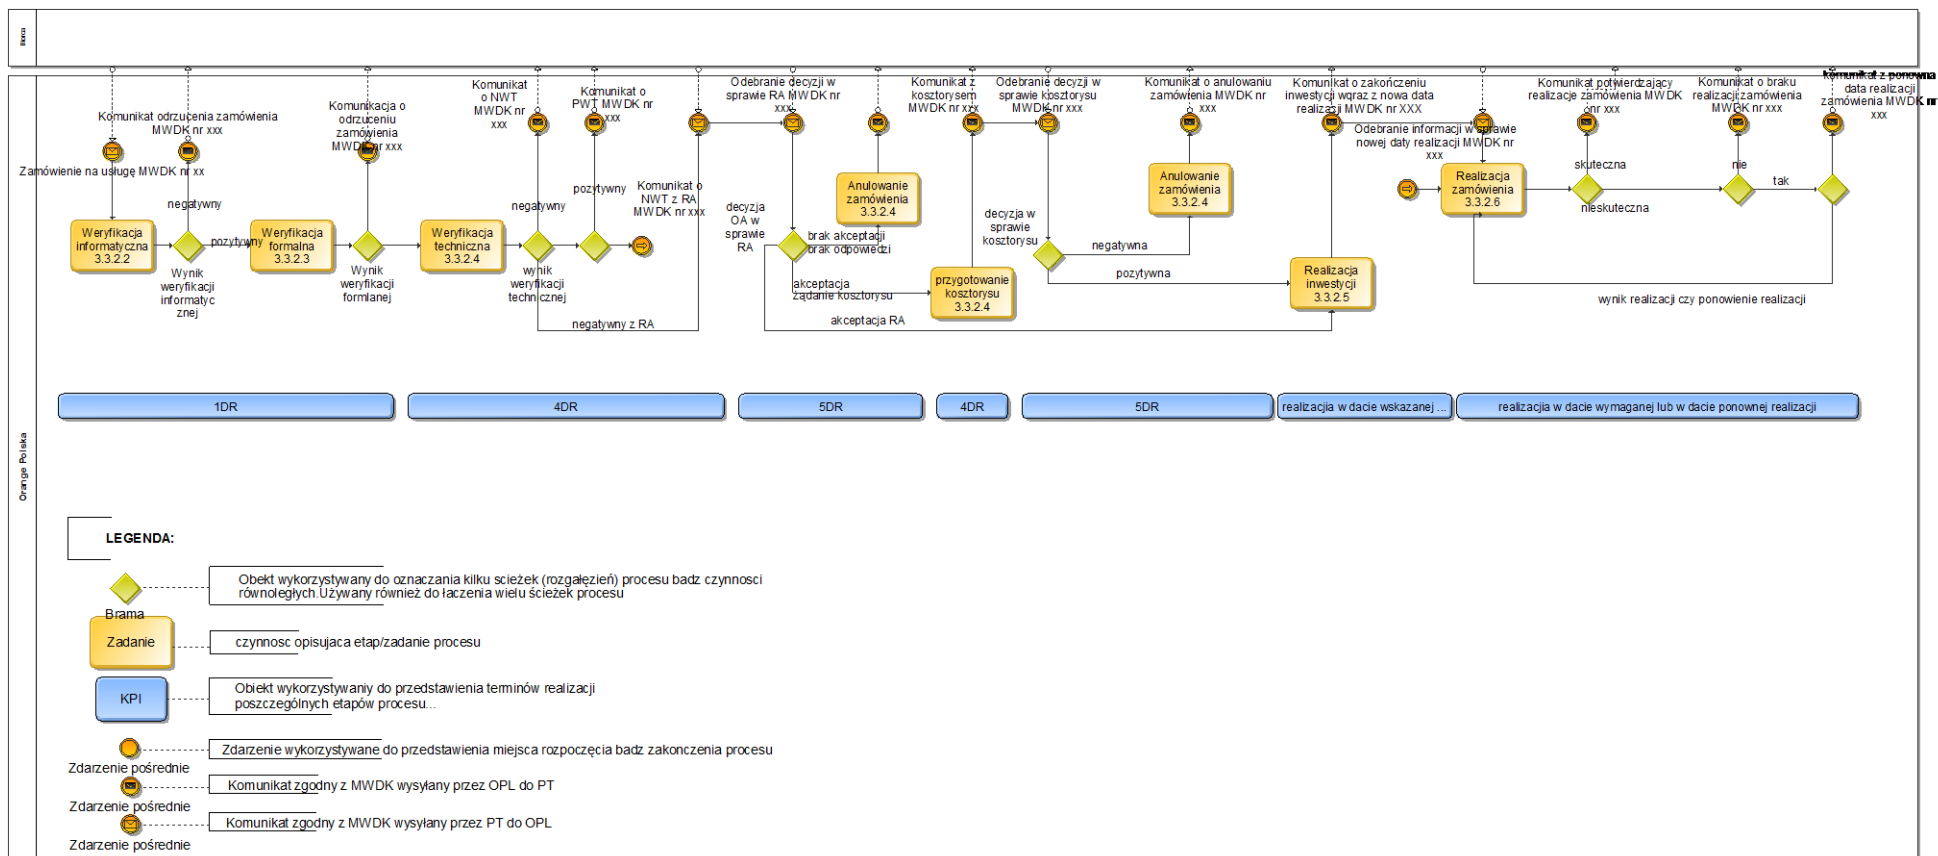 Biorca
Orange Polska
Komunikat odrzucenia zamówienia
MWDK nr xxx
Zamówienie na usługę MWDK nr xx
Komunikacja o
odrzuceniu
zamówienia
MWDK nr xxx
Komunikat
o NWT
MWDK nr
xxx
Komunikat o
PWT MWDK nr
xxx
Komunikat o
NWT z RA
MWDK nr xxx
Odebranie decyzji w
sprawie RA MWDK nr
xxx
Komunikat z
kosztorysem
MWDK nr xxx
Odebranie decyzji w
sprawie kosztorysu
MWDK nr xxx
Komunikat o anulowaniu
zamówienia MWDK nr
xxx
Komunikat o zakończeniu
inwestycji wqraz z nowa data
realizacji MWDK nr XXX
Odebranie informacji w sprawie
nowej daty realizacji MWDK nr
xxx
Komunikat potwierdzający
realizacje zamówienia MWDK
nr xxx
Komunikat o braku
realizacji zamówienia
MWDK nr xxx
komunikat z ponowna
data realizacji
zamówienia MWDK nr
xxx
negatywny
pozytywny
Weryfikacja
informatyczna
3.3.2.2
Wynik
weryfikacji
informatyc
znej
Weryfikacja
formalna
3.3.2.3
Wynik
weryfikacji
formlanej
Weryfikacja
techniczna
3.3.2.4
negatywny
pozytywny
wynik
weryfikacji
technicznej
negatywny z RA
decyzja
OA w
sprawie
RA
Anulowanie
zamówienia
3.3.2.4
brak akceptacji
brak odpowiedzi
akceptacja
żądanie kosztorysu
akceptacja RA
przygotowanie
kosztorysu
3.3.2.4
decyzja w
sprawie
kosztorysu
negatywna
pozytywna
Anulowanie
zamówienia
3.3.2.4
Realizacja
inwestycji
3.3.2.5
Realizacja
zamówienia
3.3.2.6
skuteczna
nieskuteczna
nie
tak
wynik realizacji czy ponowienie realizacji
1DR
4DR
5DR
4DR
5DR
realizacjia w dacie wskazanej ...
realizacjia w dacie wymaganej lub w dacie ponownej realizacji
LEGENDA:
Obekt wykorzystywany do oznaczania kilku scieżek (rozgałęzień) procesu badz czynnosci
równoległych.Używany również do łaczenia wielu ścieżek procesu
Brama
Zadanie
czynnosc opisujaca etap/zadanie procesu
KPI
Obiekt wykorzystywaniy do przedstawienia terminów realizacji
poszczególnych etapów procesu...
Zdarzenie wykorzystywane do przedstawienia miejsca rozpoczęcia badz zakonczenia procesu
Zdarzenie pośrednie
Komunikat zgodny z MWDK wysyłany przez OPL do PT
Zdarzenie pośrednie
Komunikat zgodny z MWDK wysyłany przez PT do OPL
Zdarzenie pośrednie